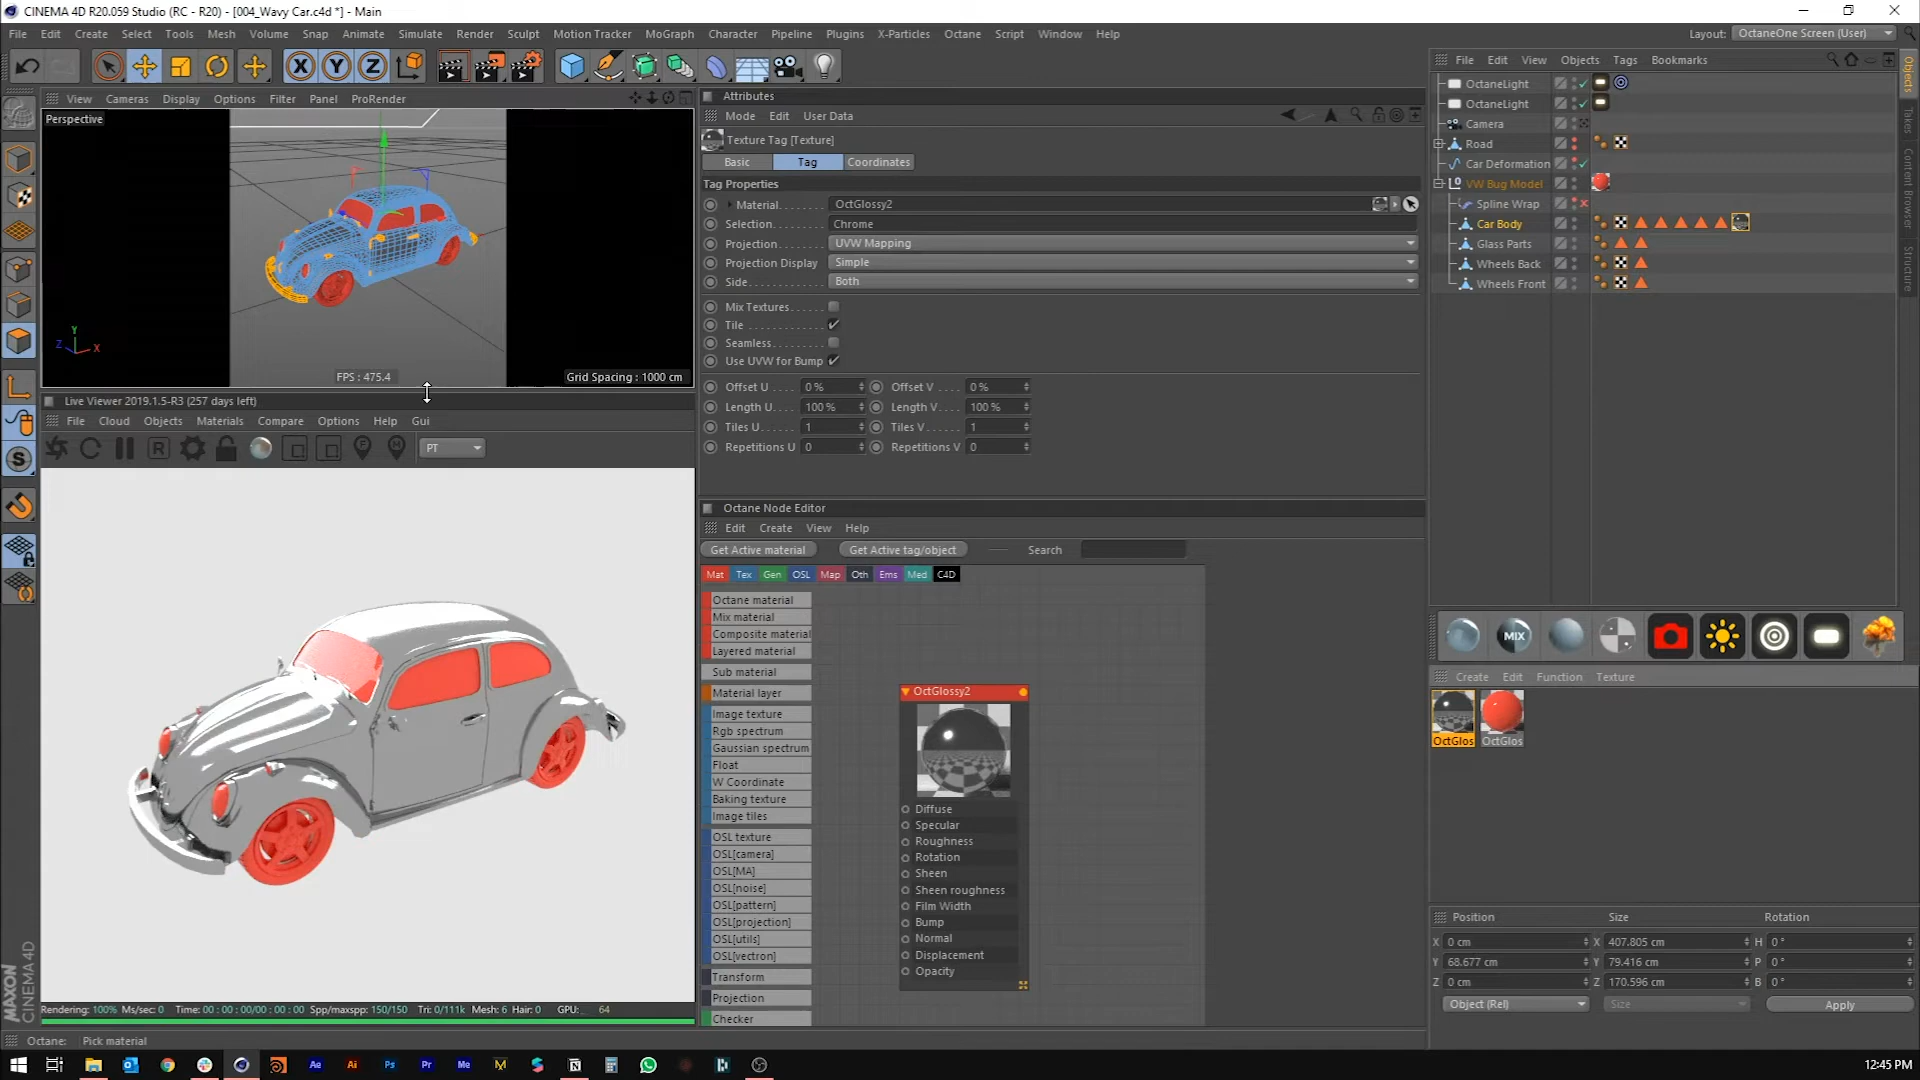 CINEMA 4D R20.059 Studio (RC - R20) - [004_Wavy Car.c4d *] - Main
File Edit Create Select Tools Mesh Volume Snap Animate Simulate Render Sculpt Motion Tracker MoGraph Character Pipeline Plugins X-Particles Octane Script Window Help
Layout: OctaneOne Screen (User)
X Y Z
View Cameras Display Options Filter Panel ProRender
Perspective
Y
Z X
FPS : 475.4
Grid Spacing : 1000 cm
Live Viewer 2019.1.5-R3 (257 days left)
File Cloud Objects Materials Compare Options Help Gui
R PT
Rendering: 100% Ms/sec: 0 Time: 00 : 00 : 00/00 : 00 : 00 Spp/maxspp: 150/150 Tri: 0/111k Mesh: 6 Hair: 0 GPU: 64
Octane: Pick material
MAXON
CINEMA 4D
Attributes
Mode Edit User Data
Texture Tag [Texture]
Basic Tag Coordinates
Tag Properties
Material OctGlossy2
Selection Chrome
Projection UVW Mapping
Projection Display Simple
Side Both
Mix Textures
Tile
Seamless
Use UVW for Bump
Offset U 0 % Offset V 0 %
Length U 100 % Length V 100 %
Tiles U 1 Tiles V 1
Repetitions U 0 Repetitions V 0
Octane Node Editor
Edit Create View Help
Get Active material Get Active tag/object Search
Mat Tex Gen OSL Map Oth Ems Med C4D
Octane material
Mix material
Composite material
Layered material
Sub material
Material layer
Image texture
Rgb spectrum
Gaussian spectrum
Float
W Coordinate
Baking texture
Image tiles
OSL texture
OSL[camera]
OSL[MA]
OSL[noise]
OSL[pattern]
OSL[projection]
OSL[utils]
OSL[vectron]
Transform
Projection
Checker
OctGlossy2
Diffuse
Specular
Roughness
Rotation
Sheen
Sheen roughness
Film Width
Bump
Normal
Displacement
Opacity
File Edit View Objects Tags Bookmarks
OctaneLight
OctaneLight
Camera
Road
Car Deformation
VW Bug Model
Spline Wrap
Car Body
Glass Parts
Wheels Back
Wheels Front
Objects
Takes
Content Browser
Structure
MIX
Create Edit Function Texture
OctGlos OctGlos
Position Size Rotation
X 0 cm X 407.805 cm H 0 °
Y 68.677 cm Y 79.416 cm P 0 °
Z 0 cm Z 170.596 cm B 0 °
Object (Rel) Size Apply
Ae Ai Ps Pr Me
12:45 PM